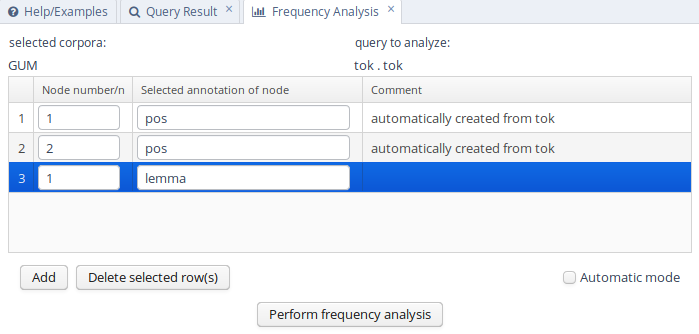 Help/Examples Query Result × Frequency Analysis ×
selected corpora: query to analyze:
GUM tok . tok
Node number/n Selected annotation of node Comment
1 1 pos automatically created from tok
2 2 pos automatically created from tok
3 1 lemma
Add Delete selected row(s) Automatic mode
Perform frequency analysis